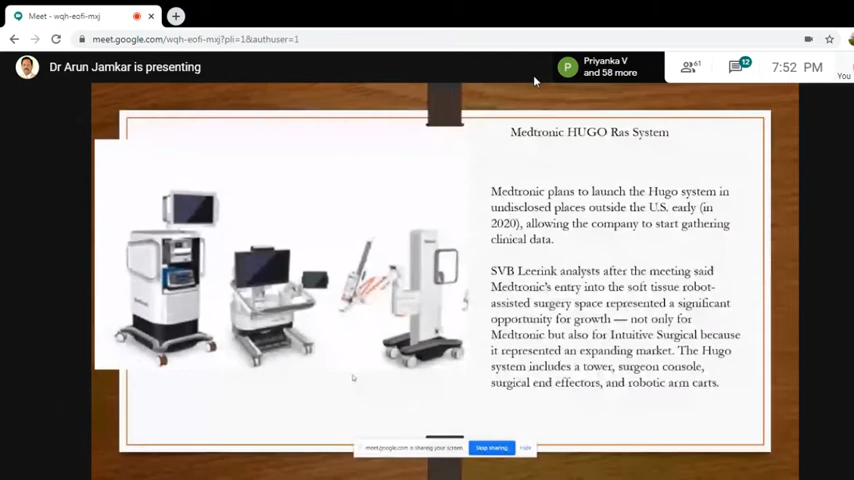 Meet - wqh-eofi-mxj
meet.google.com/wqh-eofi-mxj?pli=1&authuser=1
Dr Arun Jamkar is presenting
P
Priyanka V
and 58 more
61
12
7:52 PM
You
Medtronic HUGO Ras System
Medtronic plans to launch the Hugo system in
undisclosed places outside the U.S. early (in
2020), allowing the company to start gathering
clinical data.
SVB Leerink analysts after the meeting said
Medtronic's entry into the soft tissue robot-
assisted surgery space represented a significant
opportunity for growth — not only for
Medtronic but also for Intuitive Surgical because
it represented an expanding market. The Hugo
system includes a tower, surgeon console,
surgical end effectors, and robotic arm carts.
meet.google.com is sharing your screen.
Stop sharing
Hide